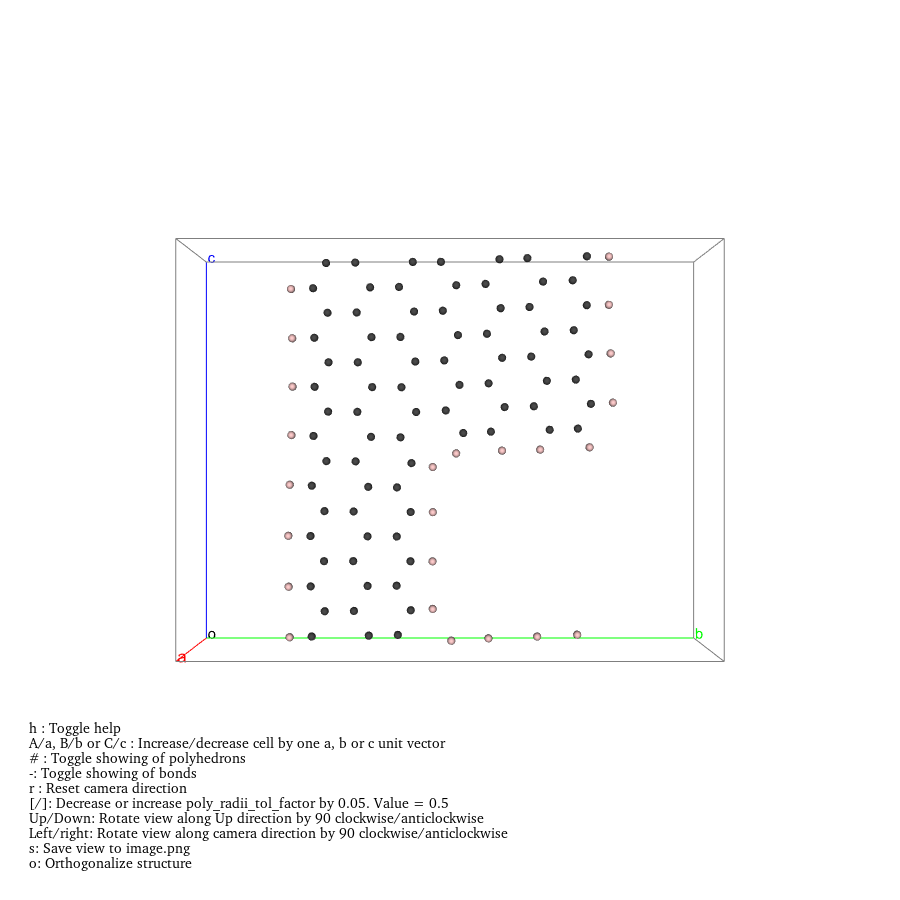 c
o
b
a
h : Toggle help
A/a, B/b or C/c : Increase/decrease cell by one a, b or c unit vector
# : Toggle showing of polyhedrons
-: Toggle showing of bonds
r : Reset camera direction
[/]: Decrease or increase poly_radii_tol_factor by 0.05. Value = 0.5
Up/Down: Rotate view along Up direction by 90 clockwise/anticlockwise
Left/right: Rotate view along camera direction by 90 clockwise/anticlockwise
s: Save view to image.png
o: Orthogonalize structure